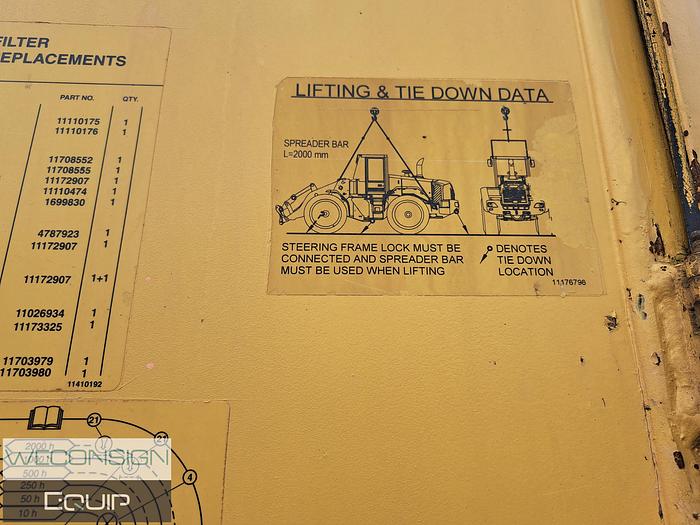 FILTER
REPLACEMENTS
PART NO. QTY.
11110175 1
11110176 1
11708552 1
11708555 1
11172907 1
11110474 1
1699830 1
4787923 1
11172907 1
11172907 1+1
11026934 1
11173325 1
11703979 1
11703980 1
11410192
LIFTING & TIE DOWN DATA
SPREADER BAR
L=2000 mm
STEERING FRAME LOCK MUST BE
CONNECTED AND SPREADER BAR
MUST BE USED WHEN LIFTING
DENOTES
TIE DOWN
LOCATION
11176796
21
21
4
2000 h
500 h
250 h
50 h
10 h
WECONSIGN
EQUIP